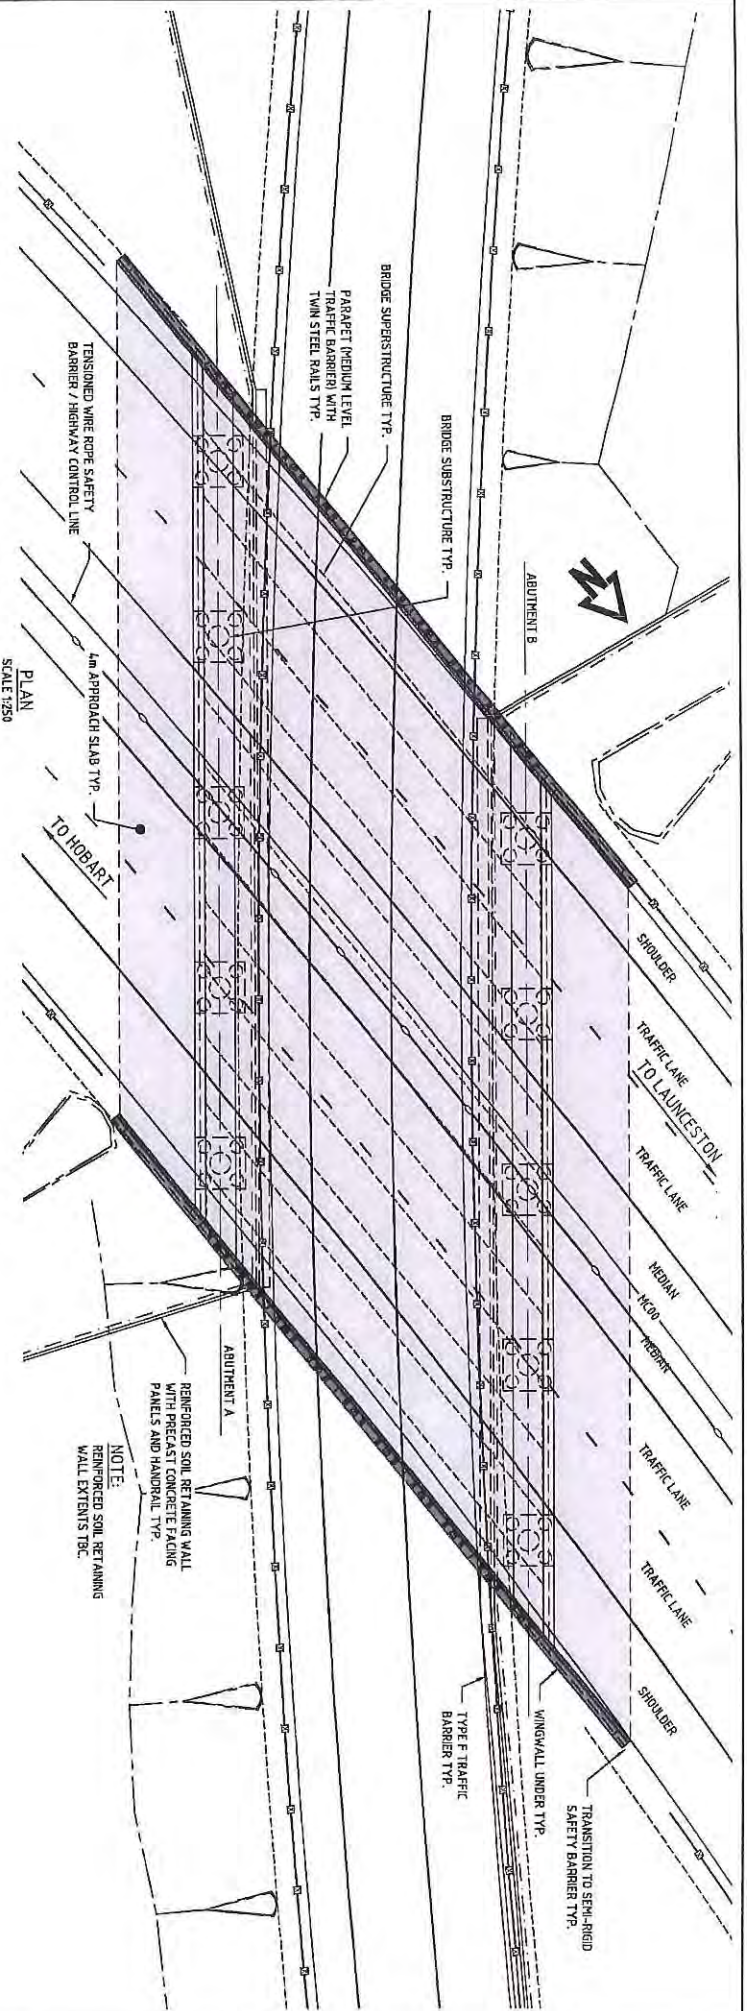 BRIDGE SUPERSTRUCTURE TYP.
PARAPET (MEDIUM LEVEL
TRAFFIC BARRIER) WITH
TWIN STEEL RAILS TYP.
TENSIONED WIRE ROPE SAFETY
BARRIER / HIGHWAY CONTROL LINE
BRIDGE SUBSTRUCTURE TYP.
ABUTMENT B
N
4m APPROACH SLAB TYP.
PLAN
SCALE 1:250
TO HOBART
SHOULDER
TRAFFIC LANE
TO LAUNCESTON
TRAFFIC LANE
MEDIAN
MC00
MEDIAN
TRAFFIC LANE
TRAFFIC LANE
SHOULDER
ABUTMENT A
REINFORCED SOIL RETAINING WALL
WITH PRECAST CONCRETE FACING
PANELS AND HANDRAIL TYP.
NOTE:
REINFORCED SOIL RETAINING
WALL EXTENTS TBC.
TYPE F TRAFFIC
BARRIER TYP.
WINGWALL UNDER TYP.
TRANSITION TO SEMI-RIGID
SAFETY BARRIER TYP.